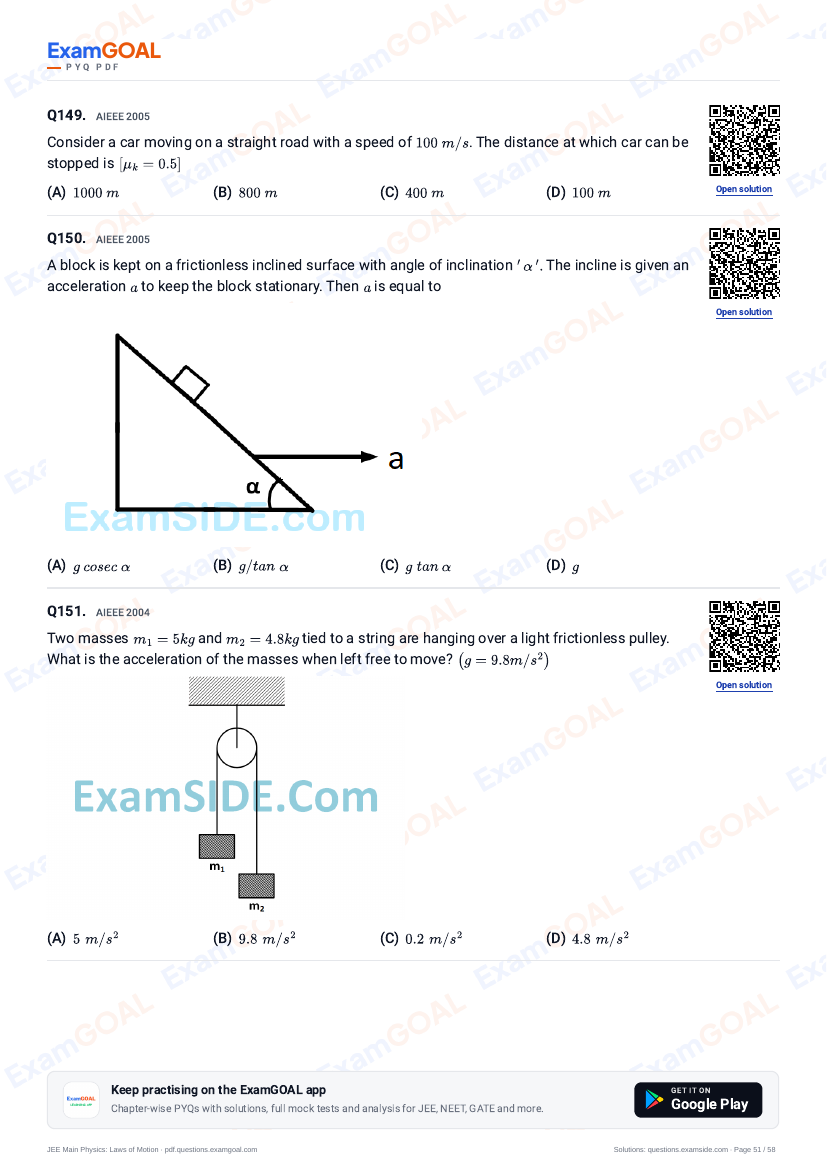 ExamGOAL
PYQ PDF
Q149. AIEEE 2005
Consider a car moving on a straight road with a speed of 100 m/s. The distance at which car can be
stopped is [μₖ = 0.5]
(A) 1000 m (B) 800 m (C) 400 m (D) 100 m
Open solution
Q150. AIEEE 2005
A block is kept on a frictionless inclined surface with angle of inclination ′ α ′. The incline is given an
acceleration a to keep the block stationary. Then a is equal to
Open solution
a
α
ExamSIDE.com
(A) g cosec α (B) g/tan α (C) g tan α (D) g
Q151. AIEEE 2004
Two masses m₁ = 5kg and m₂ = 4.8kg tied to a string are hanging over a light frictionless pulley.
What is the acceleration of the masses when left free to move? (g = 9.8m/s²)
Open solution
ExamSIDE.Com
m₁
m₂
(A) 5 m/s² (B) 9.8 m/s² (C) 0.2 m/s² (D) 4.8 m/s²
Keep practising on the ExamGOAL app
Chapter-wise PYQs with solutions, full mock tests and analysis for JEE, NEET, GATE and more.
GET IT ON
Google Play
JEE Main Physics: Laws of Motion · pdf.questions.examgoal.com
Solutions: questions.examside.com · Page 51 / 58